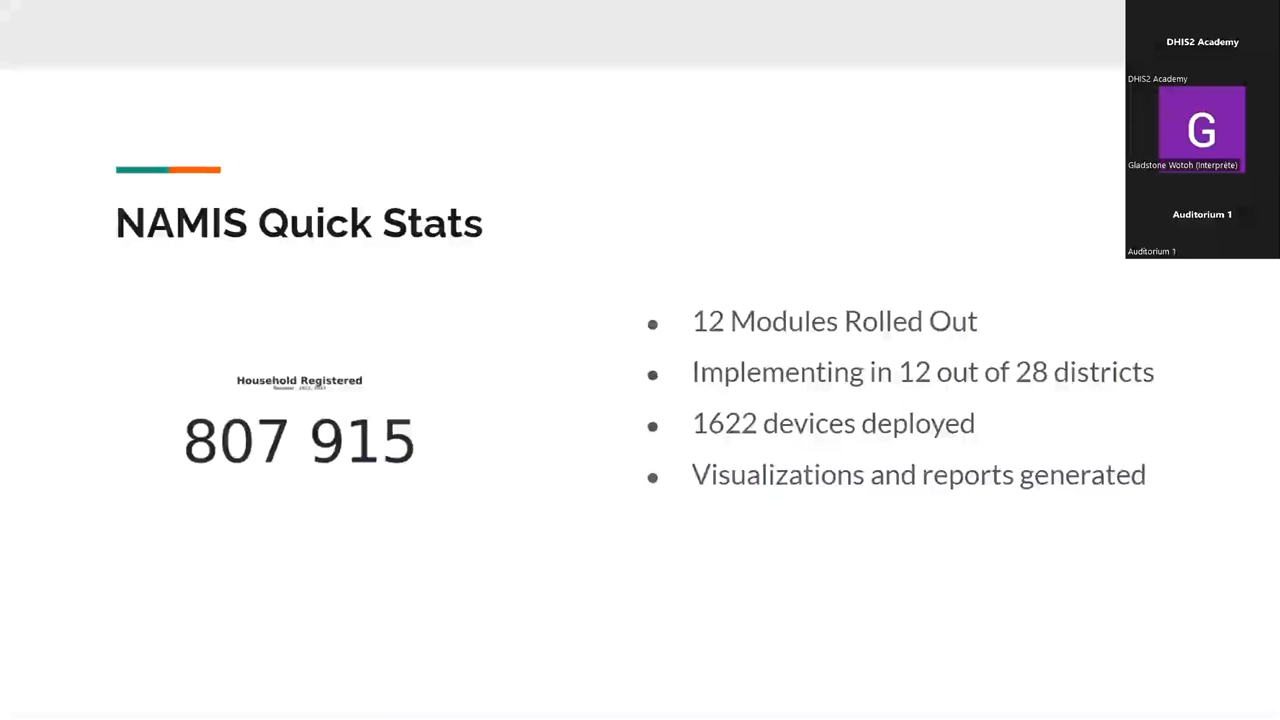 NAMIS Quick Stats
Household Registered
807 915
● 12 Modules Rolled Out
● Implementing in 12 out of 28 districts
● 1622 devices deployed
● Visualizations and reports generated
DHIS2 Academy
DHIS2 Academy
G
Gladstone Wotoh (Interprète)
Auditorium 1
Auditorium 1